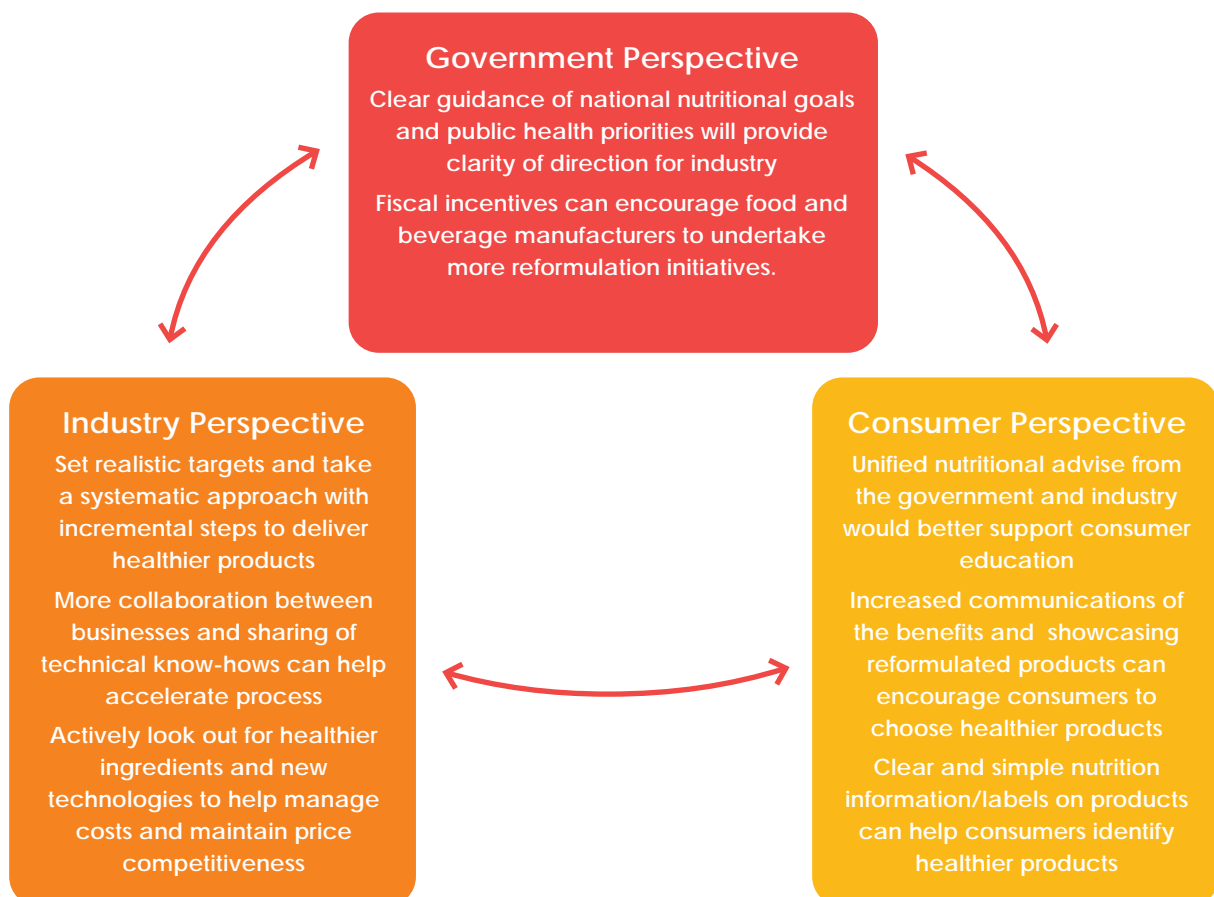 Government Perspective
Clear guidance of national nutritional goals
and public health priorities will provide
clarity of direction for industry
Fiscal incentives can encourage food and
beverage manufacturers to undertake
more reformulation initiatives.
Industry Perspective
Set realistic targets and take
a systematic approach with
incremental steps to deliver
healthier products
More collaboration between
businesses and sharing of
technical know-hows can help
accelerate process
Actively look out for healthier
ingredients and new
technologies to help manage
costs and maintain price
competitiveness
Consumer Perspective
Unified nutritional advise from
the government and industry
would better support consumer
education
Increased communications of
the benefits and showcasing
reformulated products can
encourage consumers to
choose healthier products
Clear and simple nutrition
information/labels on products
can help consumers identify
healthier products